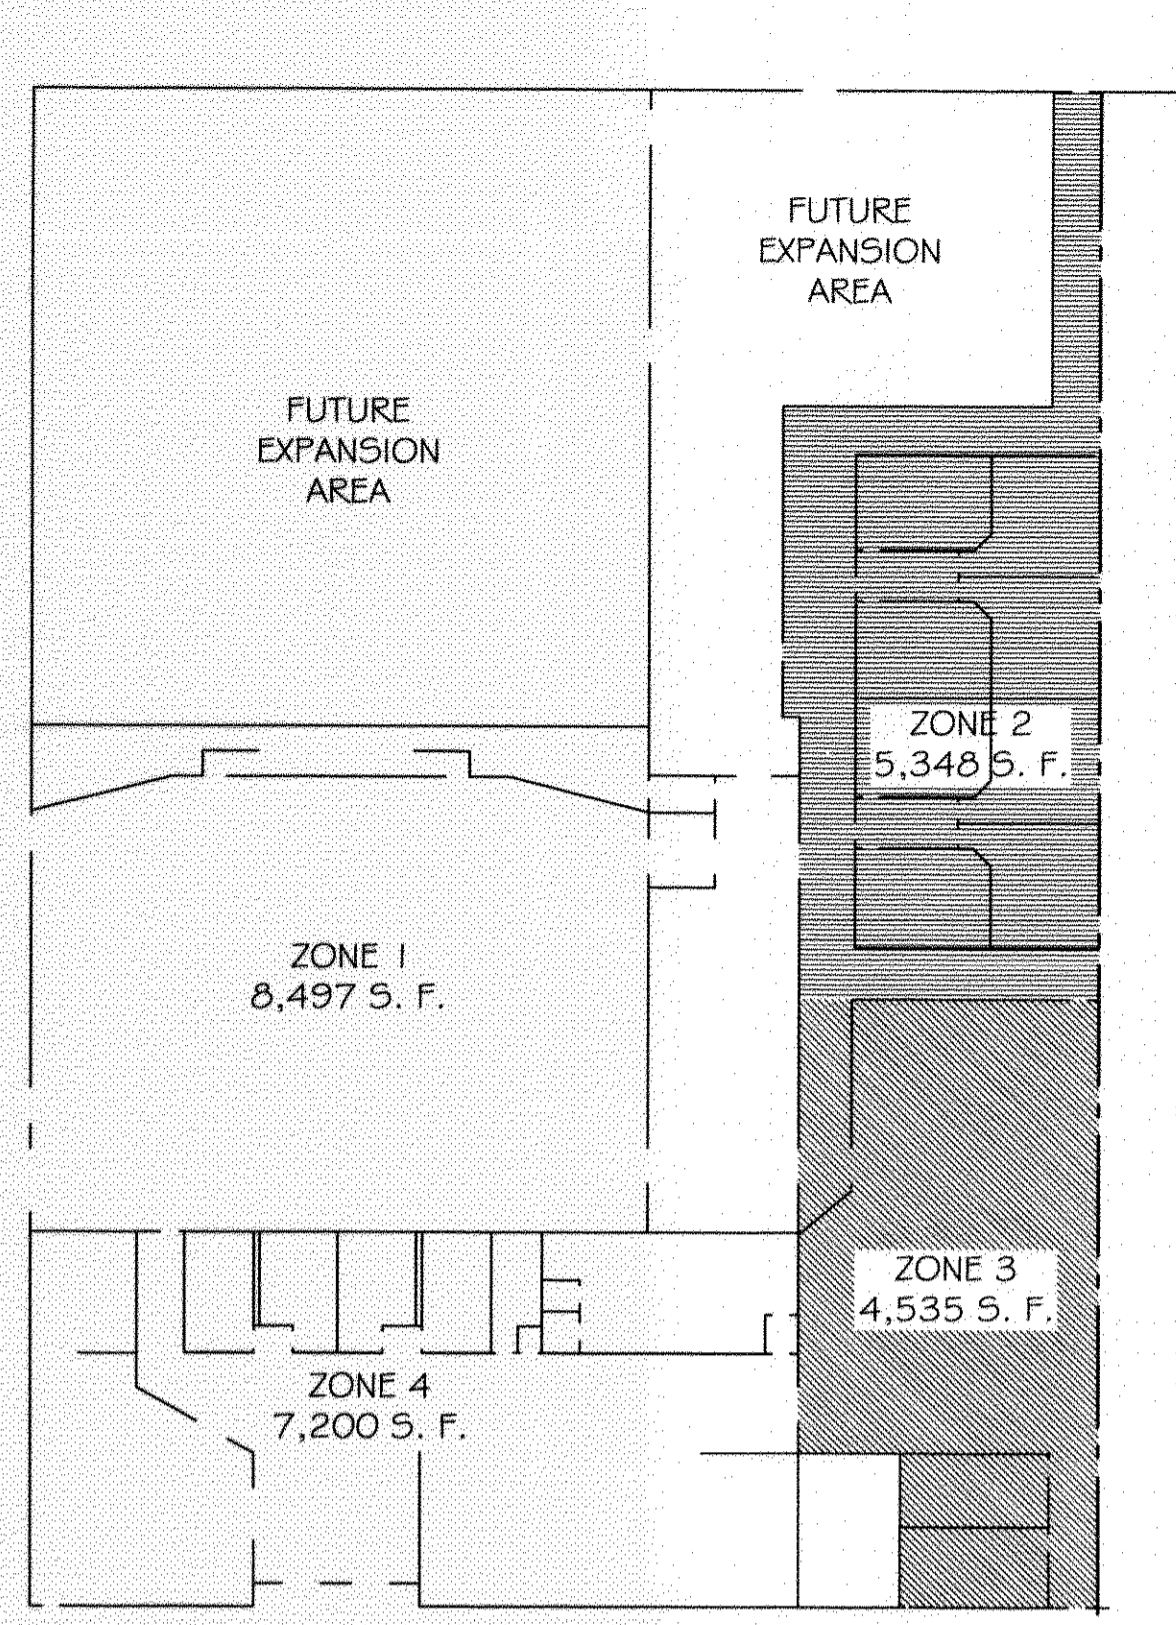 FUTURE
EXPANSION
AREA
FUTURE
EXPANSION
AREA
ZONE 2
5,348 S. F.
ZONE 1
8,497 S. F.
ZONE 3
4,535 S. F.
ZONE 4
7,200 S. F.